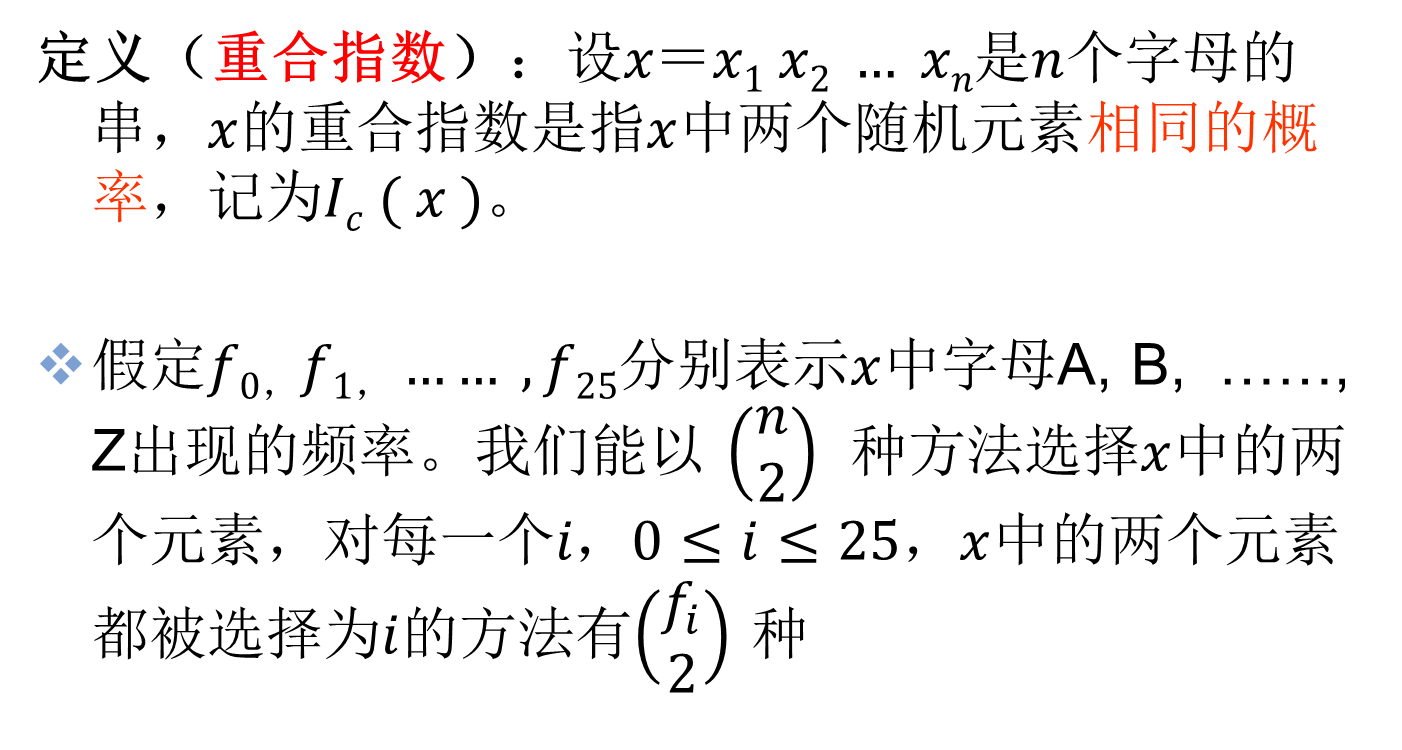 定义（重合指数）：设x＝x₁ x₂ … xₙ是n个字母的
串，x的重合指数是指x中两个随机元素相同的概
率，记为I_c ( x )。
❖假定f₀, f₁, … … , f₂₅分别表示x中字母A, B, ……,
Z出现的频率。我们能以 (n 2) 种方法选择x中的两
个元素，对每一个i，0 ≤ i ≤ 25，x中的两个元素
都被选择为i的方法有(fᵢ 2) 种